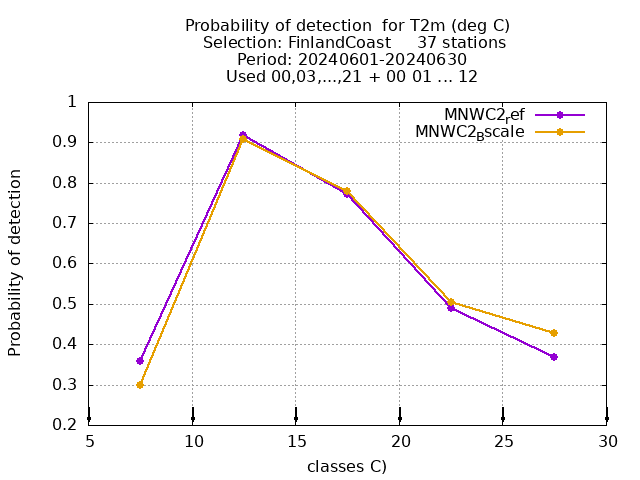 Probability of detection  for T2m (deg C)
Selection: FinlandCoast     37 stations
Period: 20240601-20240630
Used 00,03,...,21 + 00 01 ... 12
MNWC2ref
MNWC2Bscale
Probability of detection
1
0.9
0.8
0.7
0.6
0.5
0.4
0.3
0.2
5 10 15 20 25 30
classes C)